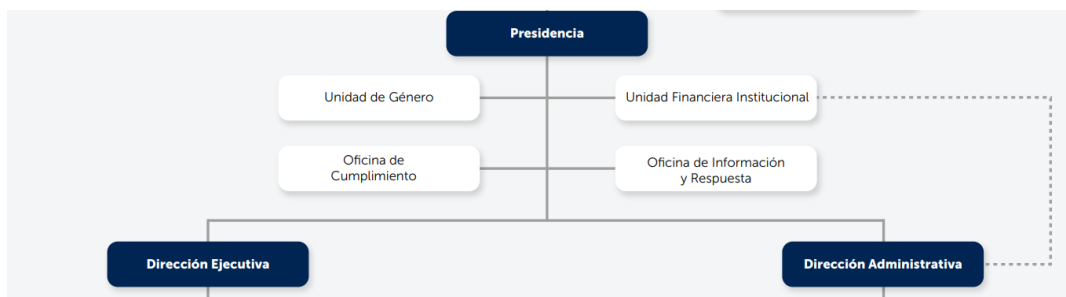 Presidencia
Unidad de Género
Unidad Financiera Institucional
Oficina de
Cumplimiento
Oficina de Información
y Respuesta
Dirección Ejecutiva
Dirección Administrativa